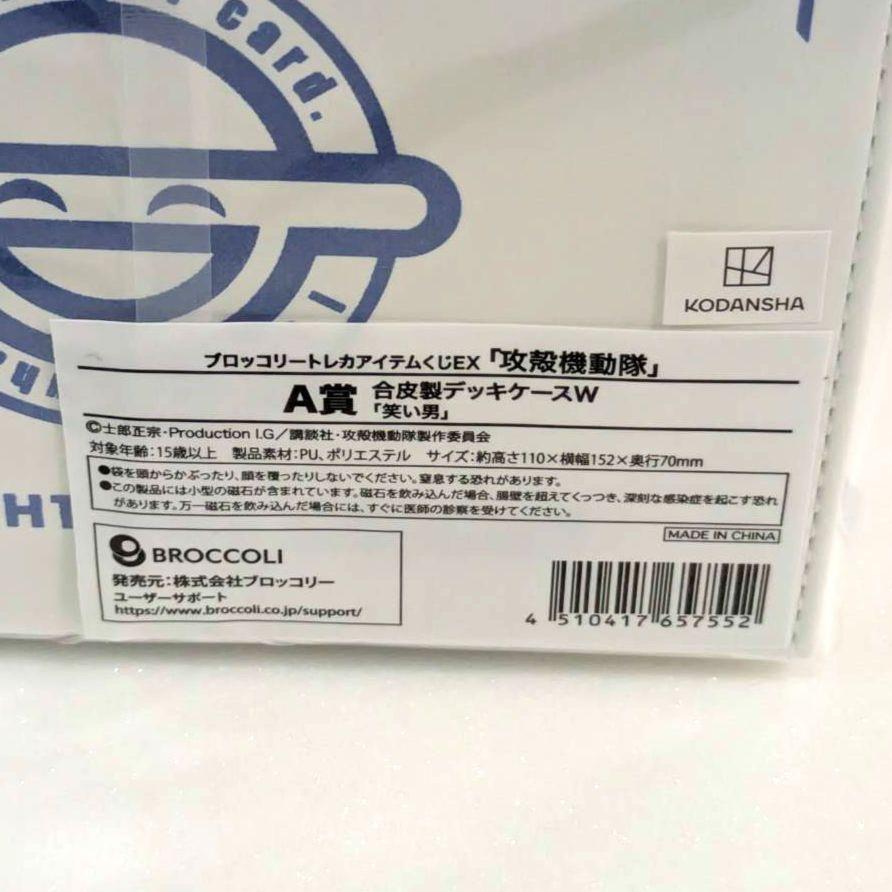 card.
KODANSHA
ブロッコリートレカアイテムくじEX「攻殻機動隊」
A賞 合皮製デッキケースW
「笑い男」
©士郎正宗・Production I.G／講談社・攻殻機動隊製作委員会
対象年齢:15歳以上 製品素材:PU、ポリエステル サイズ:約高さ110×横幅152×奥行70mm
●袋を頭からかぶったり、顔を覆ったりしないでください。窒息する恐れがあります。
●この製品には小型の磁石が含まれています。磁石を飲み込んだ場合、腸壁を超えてくっつき、深刻な感染症を起こす恐れ
があります。万一磁石を飲み込んだ場合には、すぐに医師の診察を受けてください。
MADE IN CHINA
BROCCOLI
発売元:株式会社ブロッコリー
ユーザーサポート
https://www.broccoli.co.jp/support/
4 510417 657552